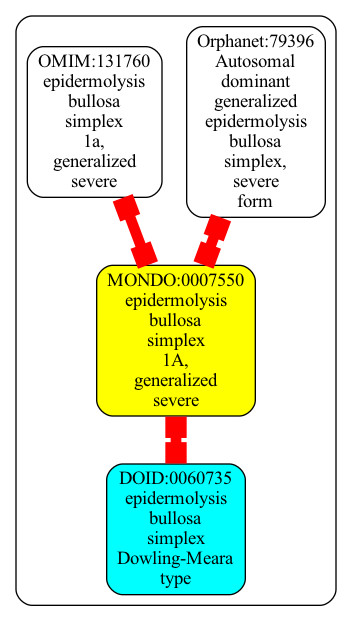 OMIM:131760
epidermolysis
bullosa
simplex
1a,
generalized
severe
Orphanet:79396
Autosomal
dominant
generalized
epidermolysis
bullosa
simplex,
severe
form
MONDO:0007550
epidermolysis
bullosa
simplex
1A,
generalized
severe
DOID:0060735
epidermolysis
bullosa
simplex
Dowling-Meara
type